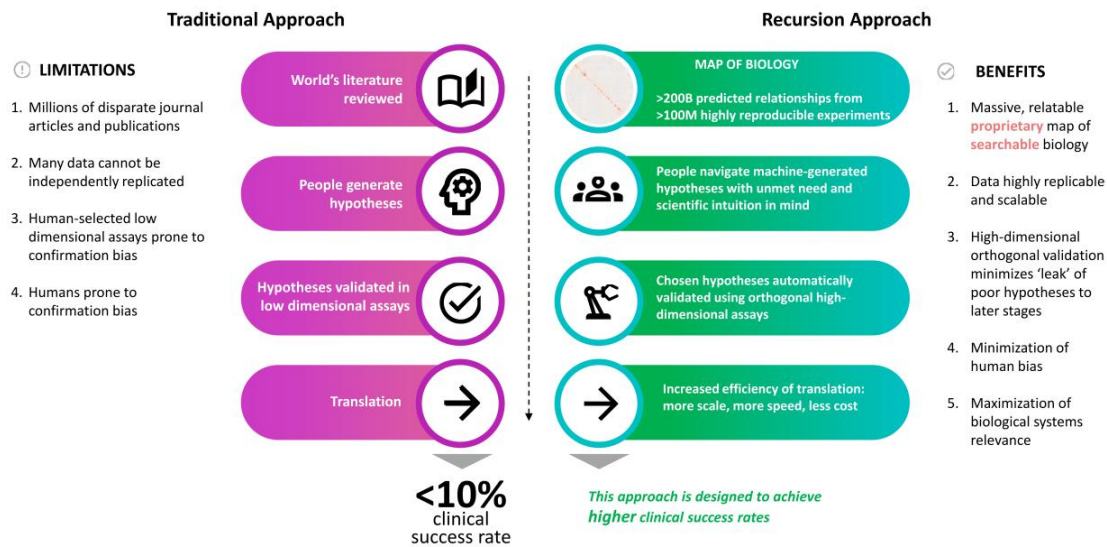 Traditional Approach
LIMITATIONS
1. Millions of disparate journal
articles and publications
2. Many data cannot be
independently replicated
3. Human-selected low
dimensional assays prone to
confirmation bias
4. Humans prone to
confirmation bias
World's literature
reviewed
People generate
hypotheses
Hypotheses validated in
low dimensional assays
Translation
<10%
clinical
success rate
Recursion Approach
MAP OF BIOLOGY
>200B predicted relationships from
>100M highly reproducible experiments
People navigate machine-generated
hypotheses with unmet need and
scientific intuition in mind
Chosen hypotheses automatically
validated using orthogonal high-
dimensional assays
Increased efficiency of translation:
more scale, more speed, less cost
This approach is designed to achieve
higher clinical success rates
BENEFITS
1. Massive, relatable
proprietary map of
searchable biology
2. Data highly replicable
and scalable
3. High-dimensional
orthogonal validation
minimizes 'leak' of
poor hypotheses to
later stages
4. Minimization of
human bias
5. Maximization of
biological systems
relevance